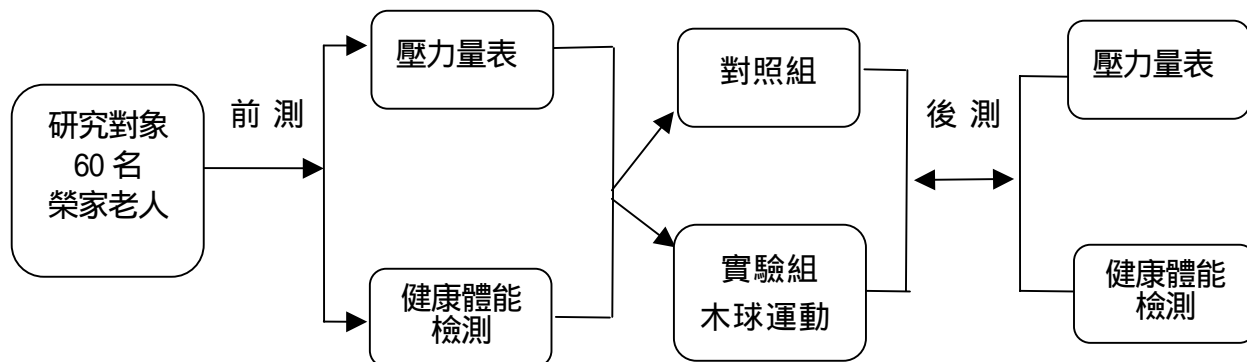 研究對象
60 名
榮家老人
前 測
壓力量表
健康體能
檢測
對照組
實驗組
木球運動
後 測
壓力量表
健康體能
檢測